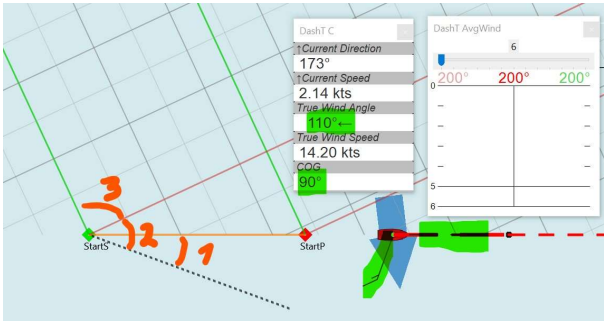 DashT C
↑Current Direction
173°
↑Current Speed
2.14 kts
True Wind Angle
110°←
True Wind Speed
14.20 kts
COG
90°
DashT AvgWind
6
200° 200° 200°
0
5
6
3
2
1
StartS
StartP